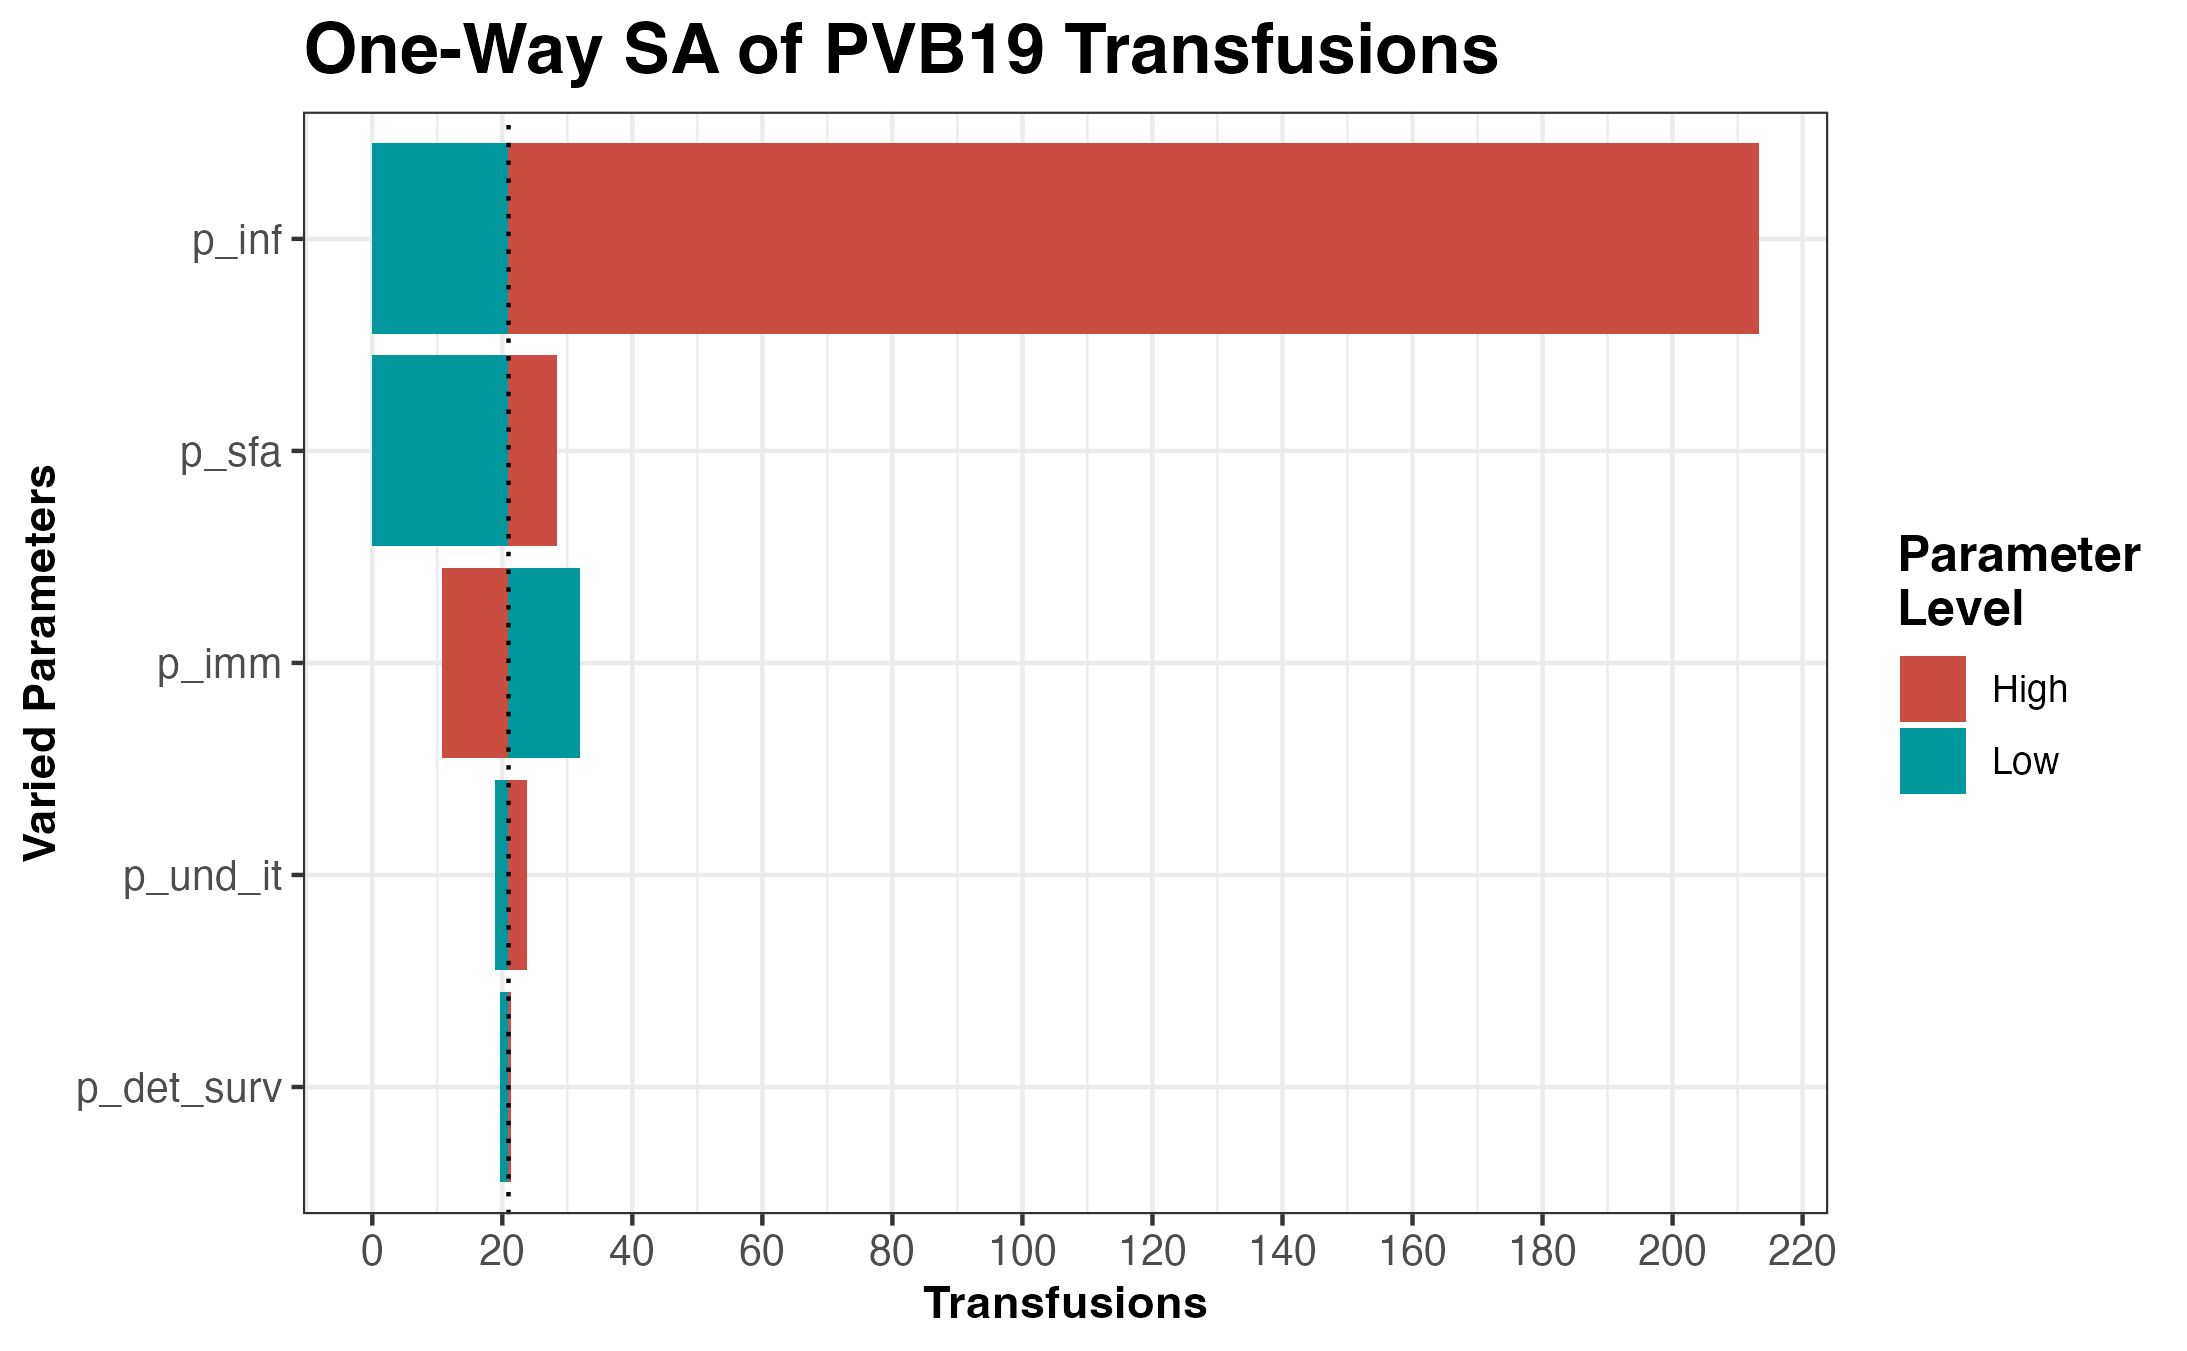 One-Way SA of PVB19 Transfusions
Varied Parameters
p_inf
p_sfa
p_imm
p_und_it
p_det_surv
0 20 40 60 80 100 120 140 160 180 200 220
Transfusions
Parameter
Level
High
Low